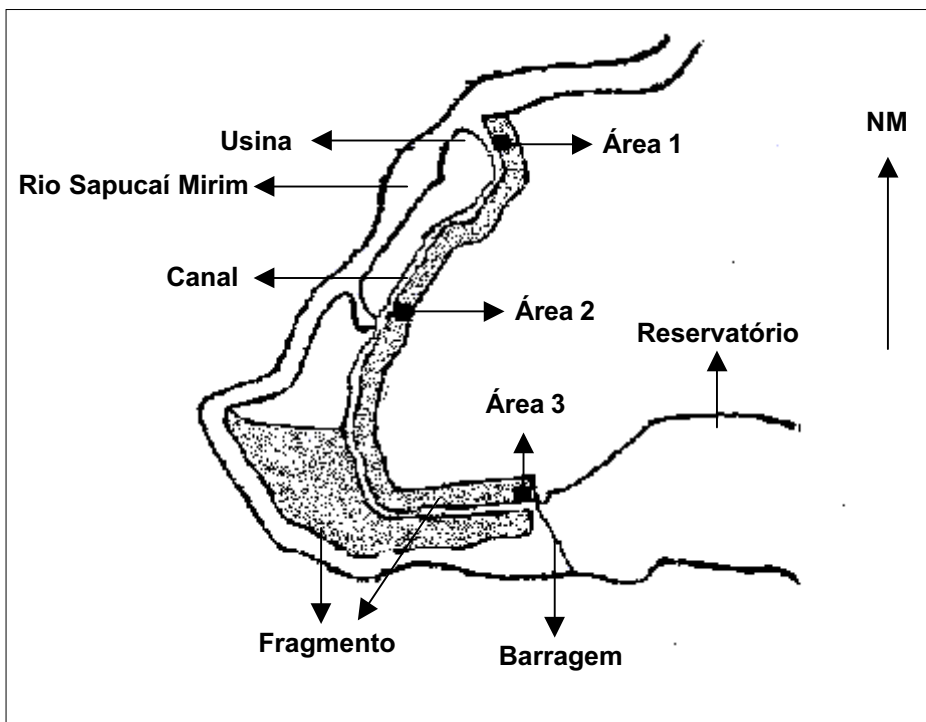 NM
Usina
Área 1
Rio Sapucaí Mirim
Canal
Área 2
Reservatório
Área 3
Fragmento
Barragem